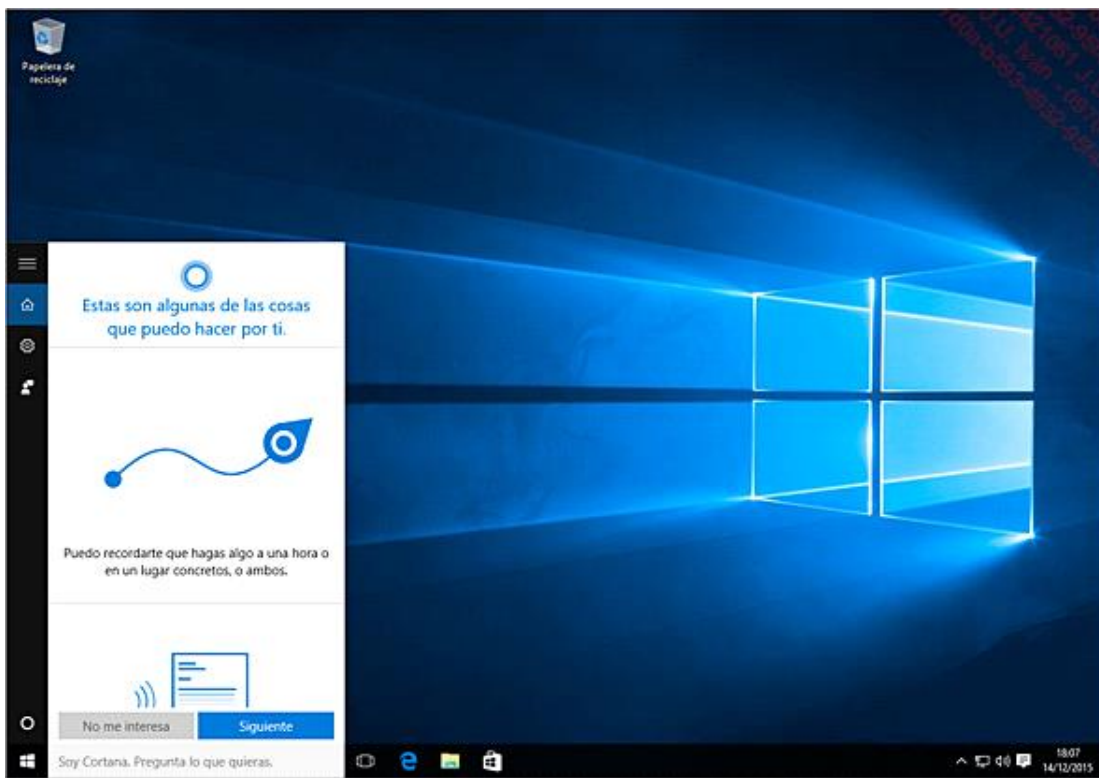 Papelera de
reciclaje
Estas son algunas de las cosas
que puedo hacer por ti.
Puedo recordarte que hagas algo a una hora o
en un lugar concretos, o ambos.
No me interesa
Siguiente
Soy Cortana. Pregunta lo que quieras.
18:07
14/12/2015